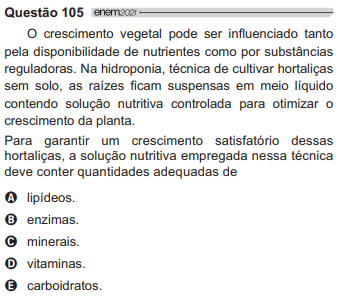 Questão 105 enem2021
O crescimento vegetal pode ser influenciado tanto
pela disponibilidade de nutrientes como por substâncias
reguladoras. Na hidroponia, técnica de cultivar hortaliças
sem solo, as raízes ficam suspensas em meio líquido
contendo solução nutritiva controlada para otimizar o
crescimento da planta.
Para garantir um crescimento satisfatório dessas
hortaliças, a solução nutritiva empregada nessa técnica
deve conter quantidades adequadas de
A lipídeos.
B enzimas.
C minerais.
D vitaminas.
E carboidratos.